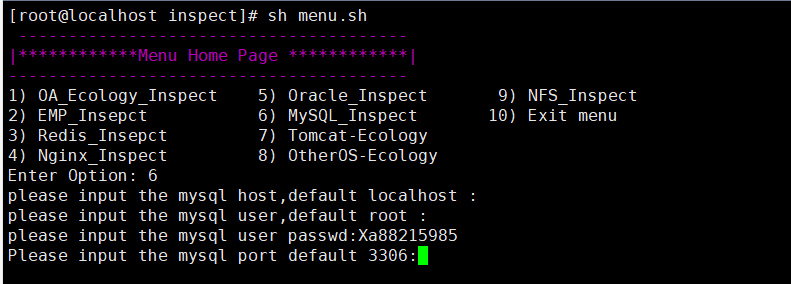 [root@localhost inspect]# sh menu.sh
---------------------------------------
|************Menu Home Page ************|
----------------------------------------
1) OA_Ecology_Inspect    5) Oracle_Inspect       9) NFS_Inspect
2) EMP_Insepct           6) MySQL_Inspect       10) Exit menu
3) Redis_Insepct         7) Tomcat-Ecology
4) Nginx_Inspect         8) OtherOS-Ecology
Enter Option: 6
please input the mysql host,default localhost :
please input the mysql user,default root :
please input the mysql user passwd:Xa88215985
Please input the mysql port default 3306: